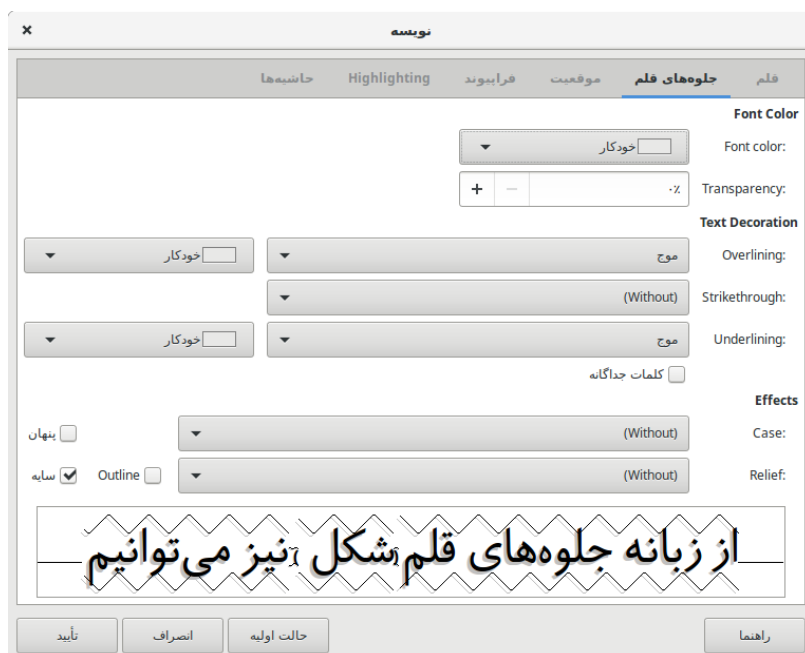 نویسه
قلم جلوه‌های قلم موقعیت فراپیوند Highlighting حاشیه‌ها
Font Color
Font color: خودکار
Transparency: ۰٪
Text Decoration
Overlining: موج خودکار
Strikethrough: (Without)
Underlining: موج خودکار
کلمات جداگانه
Effects
Case: (Without) پنهان
Relief: (Without) Outline سایه
از زبانه جلوه‌های قلم شکل نیز می‌توانیم
راهنما حالت اولیه انصراف تأیید